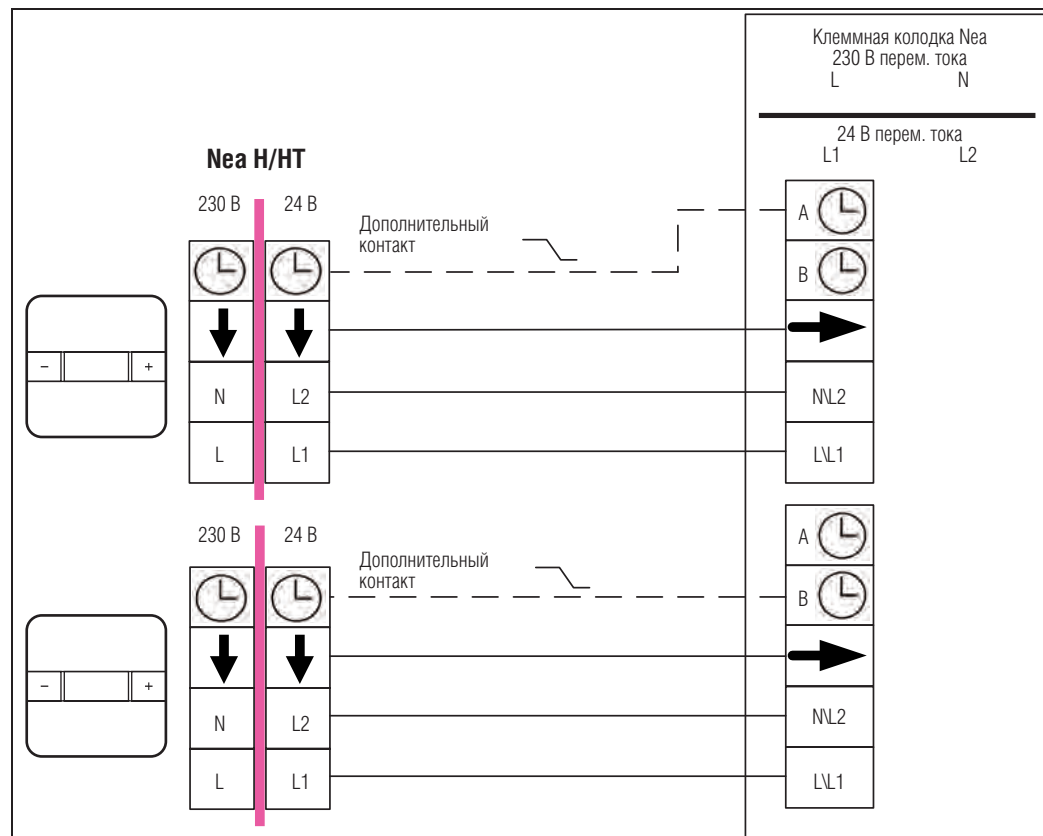 Клеммная колодка Nea
230 В перем. тока
L N
24 В перем. тока
L1 L2
Nea H/HT
230 В 24 В
Дополнительный
контакт
A
B
- +
N L2 N\L2
L L1 L\L1
230 В 24 В
Дополнительный
контакт
A
B
- +
N L2 N\L2
L L1 L\L1